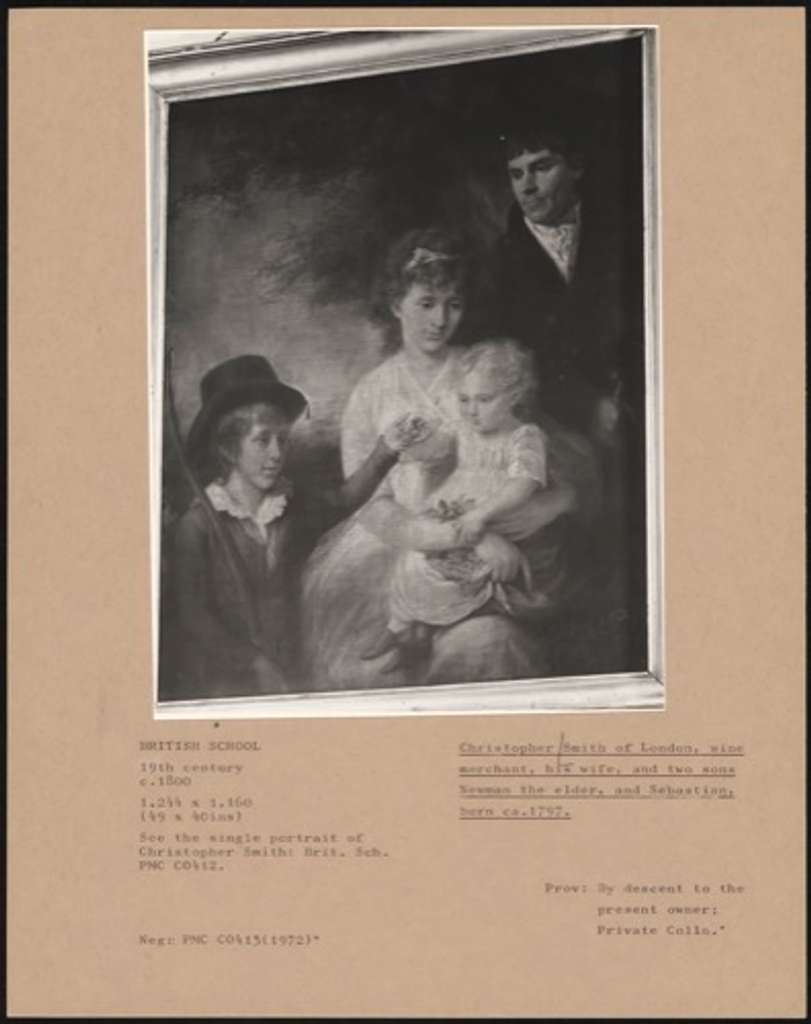 BRITISH SCHOOL
19th century
c.1800
1.244 x 1.160
(49 x 40ins)
See the single portrait of
Christopher Smith: Brit. Sch.
PMC C0412.
Neg: PMC C0413(1972)"
Christopher Smith of London, wine
merchant, his wife, and two sons
Newman the elder, and Sebastian,
born ca.1797.
Prov: By descent to the
present owner;
Private Colln."